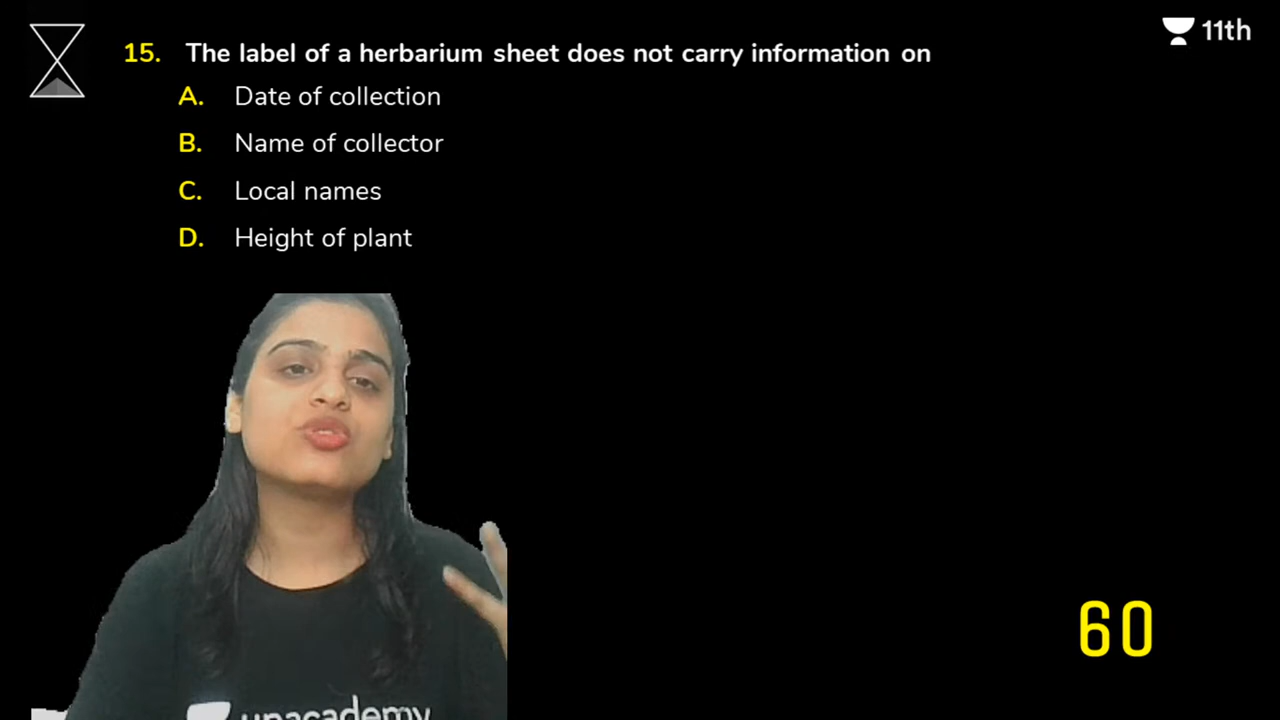 11th
15. The label of a herbarium sheet does not carry information on
A. Date of collection
B. Name of collector
C. Local names
D. Height of plant
60
unacademy